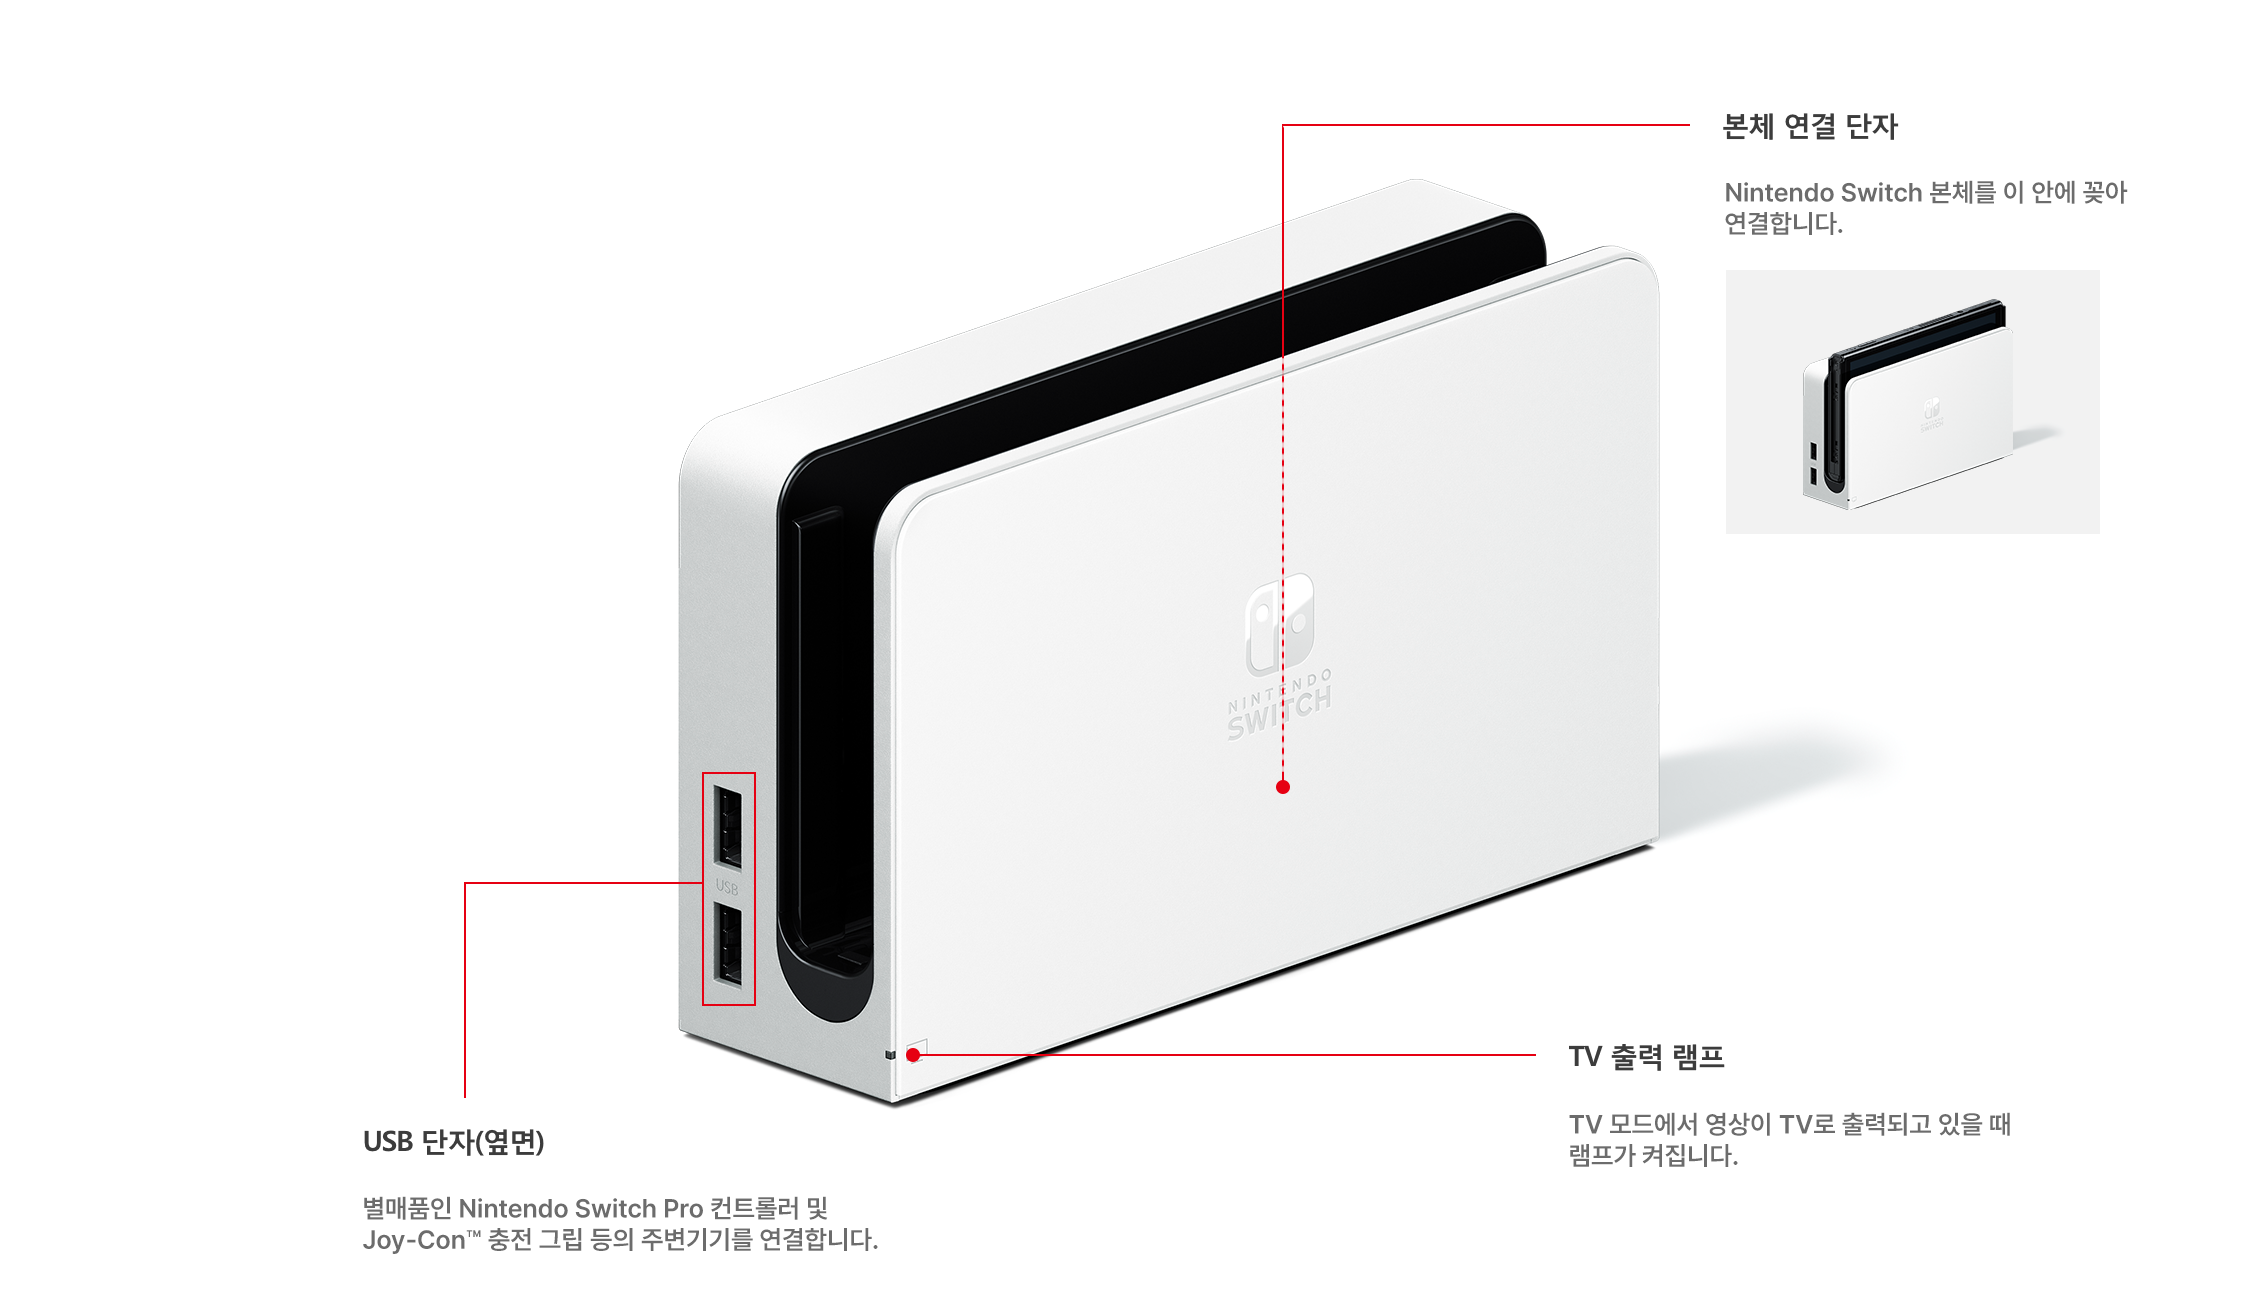 본체 연결 단자
Nintendo Switch 본체를 이 안에 꽂아
연결합니다.
NINTENDO
SWITCH
NINTENDO
SWITCH
USB
TV 출력 램프
TV 모드에서 영상이 TV로 출력되고 있을 때
램프가 켜집니다.
USB 단자(옆면)
별매품인 Nintendo Switch Pro 컨트롤러 및
Joy-Con™ 충전 그립 등의 주변기기를 연결합니다.